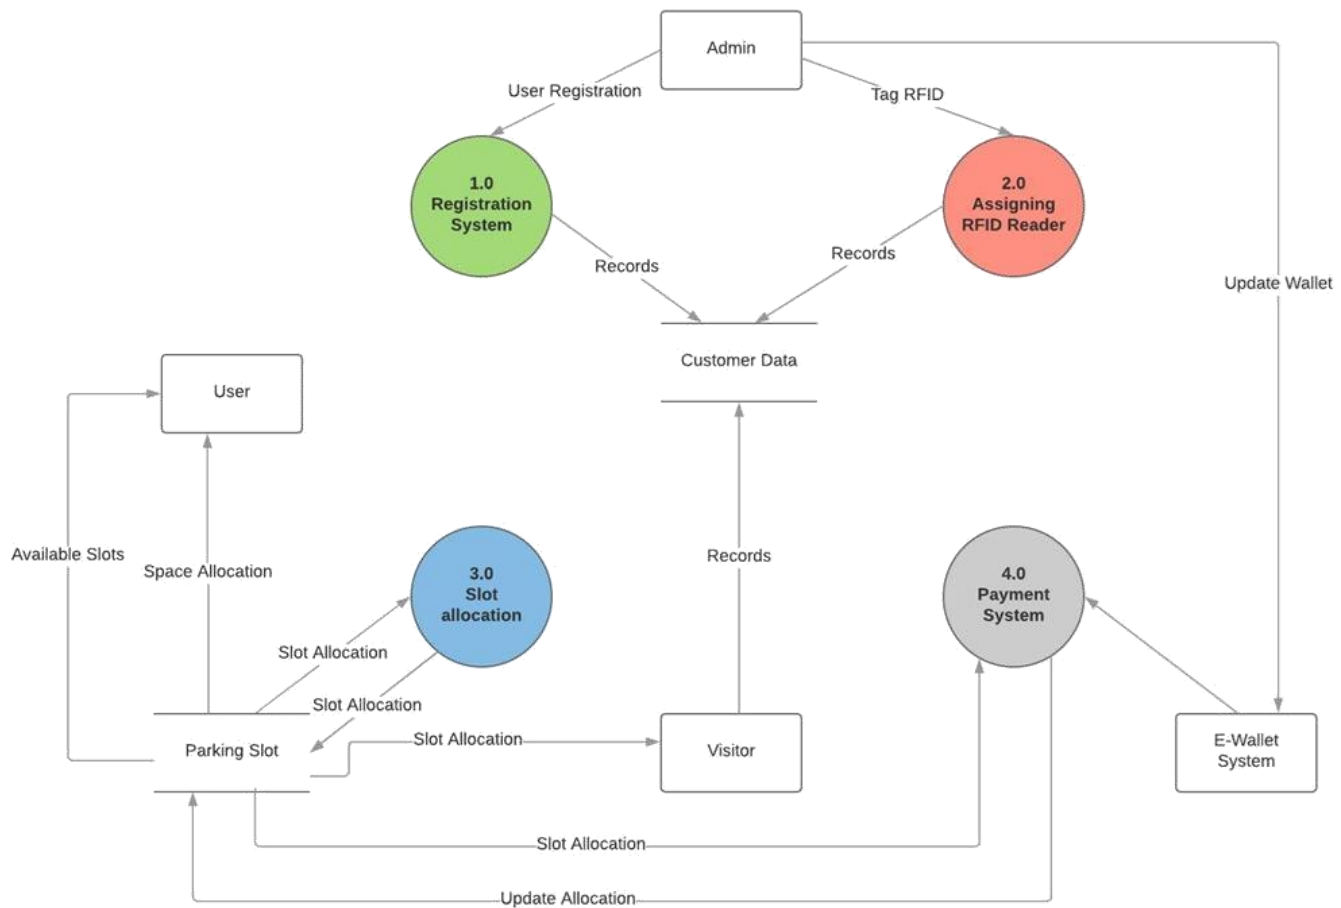 Admin
User Registration
Tag RFID
1.0
Registration
System
2.0
Assigning
RFID Reader
Records
Records
Update Wallet
Customer Data
User
Available Slots
Space Allocation
3.0
Slot
allocation
Records
4.0
Payment
System
Slot Allocation
Slot Allocation
Slot Allocation
Parking Slot
Visitor
E-Wallet
System
Slot Allocation
Update Allocation